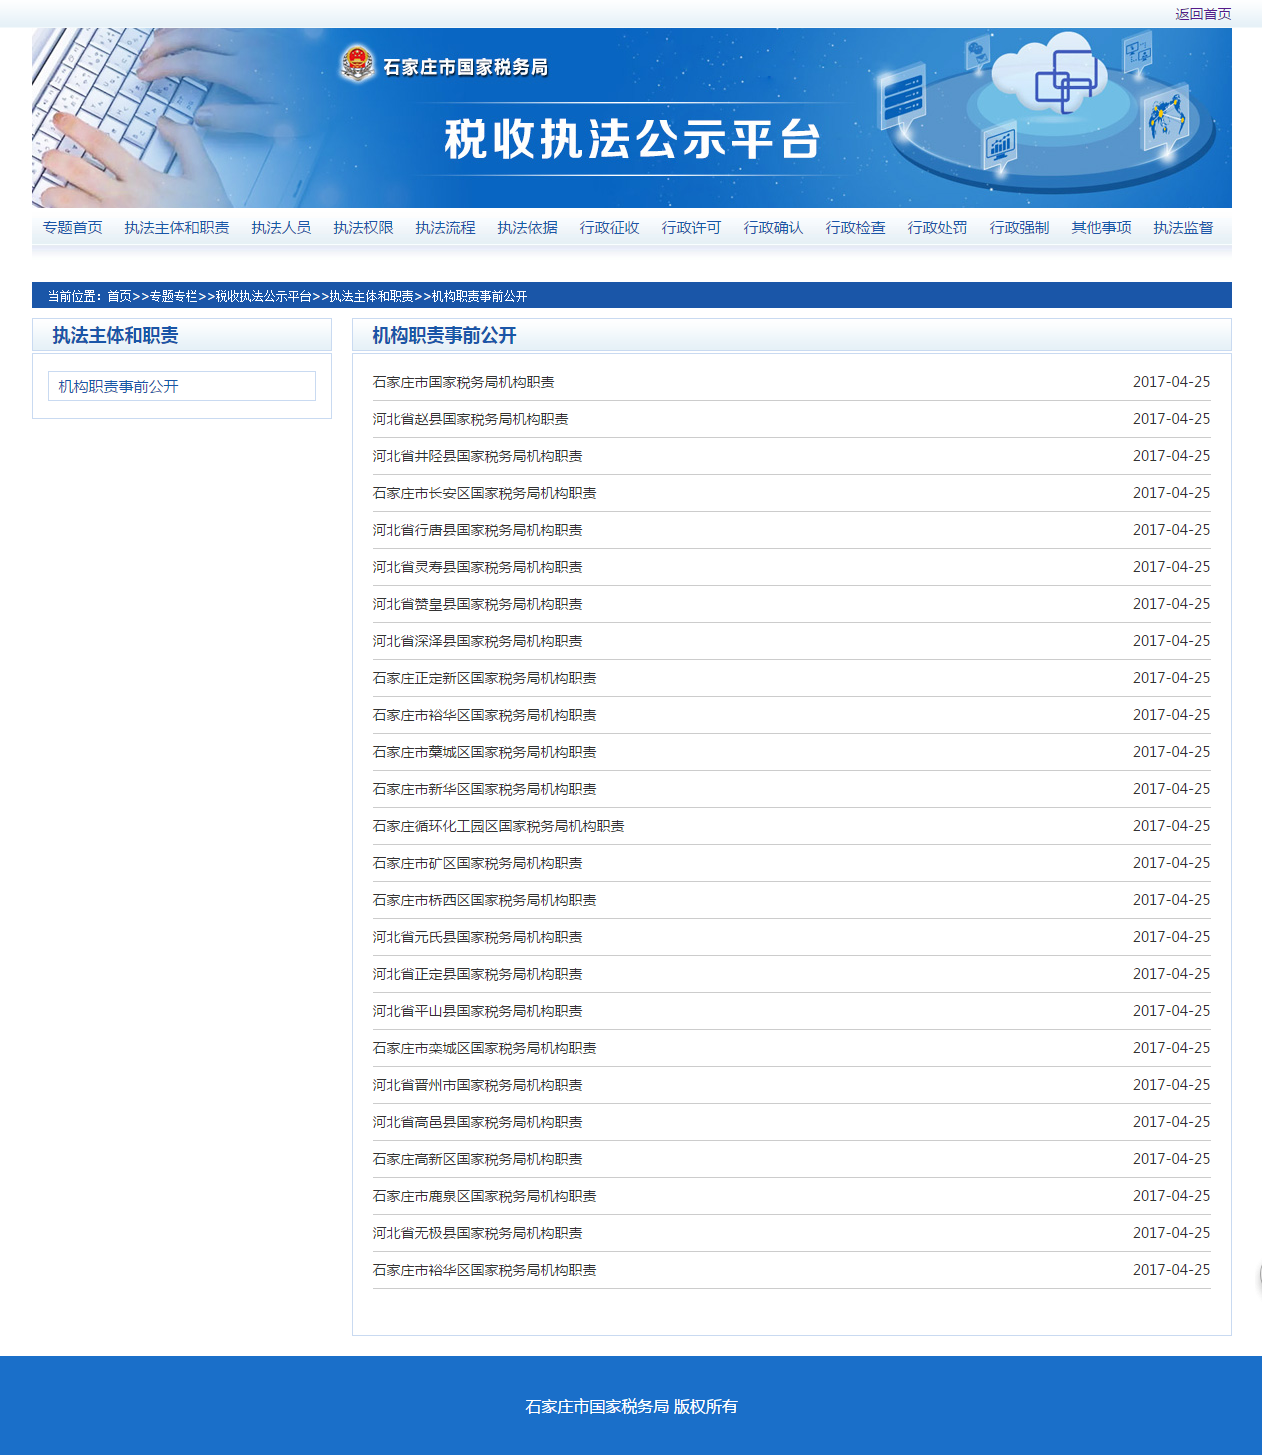 返回首页
石家庄市国家税务局
税收执法公示平台
专题首页 执法主体和职责 执法人员 执法权限 执法流程 执法依据 行政征收 行政许可 行政确认 行政检查 行政处罚 行政强制 其他事项 执法监督
当前位置：首页>>专题专栏>>税收执法公示平台>>执法主体和职责>>机构职责事前公开
执法主体和职责
机构职责事前公开
机构职责事前公开
石家庄市国家税务局机构职责 2017-04-25
河北省赵县国家税务局机构职责 2017-04-25
河北省井陉县国家税务局机构职责 2017-04-25
石家庄市长安区国家税务局机构职责 2017-04-25
河北省行唐县国家税务局机构职责 2017-04-25
河北省灵寿县国家税务局机构职责 2017-04-25
河北省赞皇县国家税务局机构职责 2017-04-25
河北省深泽县国家税务局机构职责 2017-04-25
石家庄正定新区国家税务局机构职责 2017-04-25
石家庄市裕华区国家税务局机构职责 2017-04-25
石家庄市藁城区国家税务局机构职责 2017-04-25
石家庄市新华区国家税务局机构职责 2017-04-25
石家庄循环化工园区国家税务局机构职责 2017-04-25
石家庄市矿区国家税务局机构职责 2017-04-25
石家庄市桥西区国家税务局机构职责 2017-04-25
河北省元氏县国家税务局机构职责 2017-04-25
河北省正定县国家税务局机构职责 2017-04-25
河北省平山县国家税务局机构职责 2017-04-25
石家庄市栾城区国家税务局机构职责 2017-04-25
河北省晋州市国家税务局机构职责 2017-04-25
河北省高邑县国家税务局机构职责 2017-04-25
石家庄高新区国家税务局机构职责 2017-04-25
石家庄市鹿泉区国家税务局机构职责 2017-04-25
河北省无极县国家税务局机构职责 2017-04-25
石家庄市裕华区国家税务局机构职责 2017-04-25
石家庄市国家税务局 版权所有